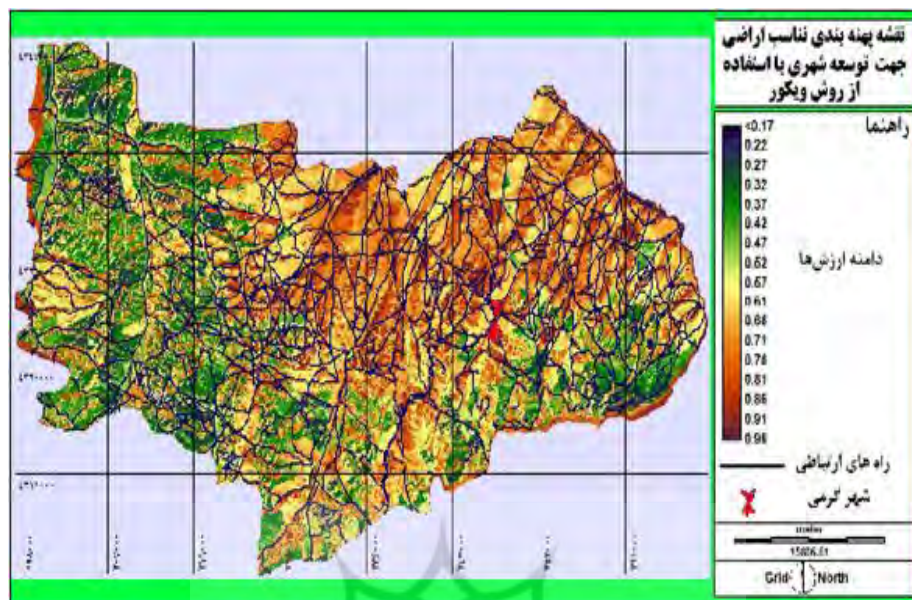 نقشه پهنه بندی تناسب اراضی
جهت توسعه شهری با استفاده
از روش ویکور
راهنما
<0.17
0.22
0.27
0.32
0.37
0.42
0.47
0.52
0.57
0.61
0.66
0.71
0.76
0.81
0.86
0.91
0.96
دامنه ارزش‌ها
راه های ارتباطی
شهر گرمی
15806.51
Grid
North